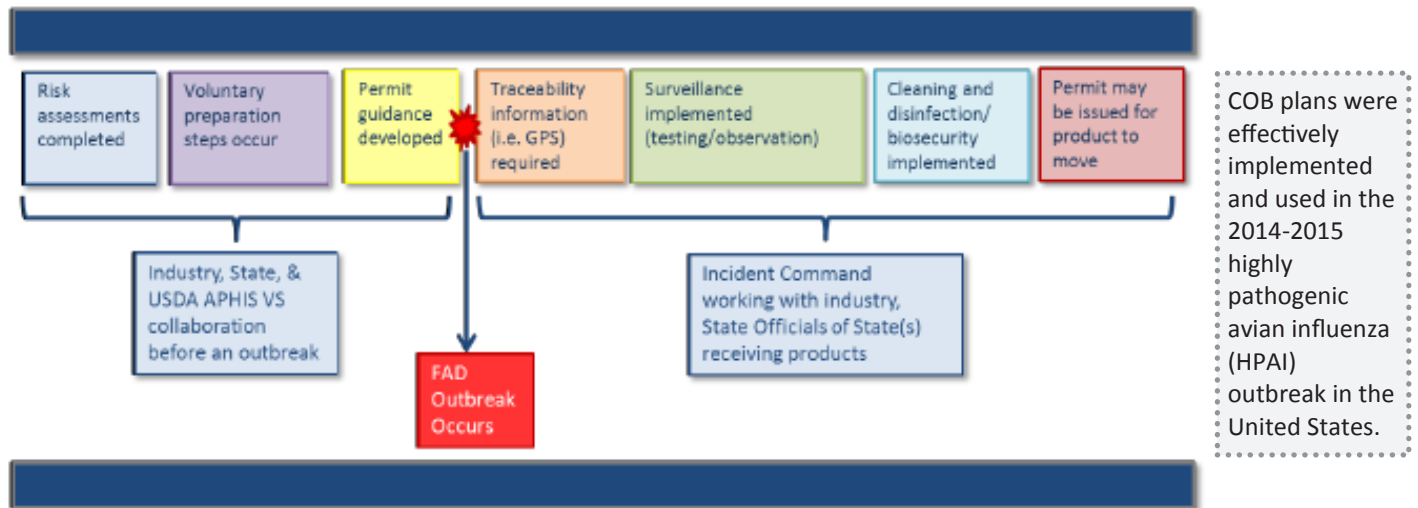 Risk
assessments
completed
Voluntary
preparation
steps occur
Permit
guidance
developed
Traceability
information
(i.e. GPS)
required
Surveillance
implemented
(testing/observation)
Cleaning and
disinfection/
biosecurity
implemented
Permit may
be issued for
product to
move
Industry, State, &
USDA APHIS VS
collaboration
before an outbreak
FAD
Outbreak
Occurs
Incident Command
working with industry,
State Officials of State(s)
receiving products
COB plans were
effectively
implemented
and used in the
2014-2015
highly
pathogenic
avian influenza
(HPAI)
outbreak in the
United States.